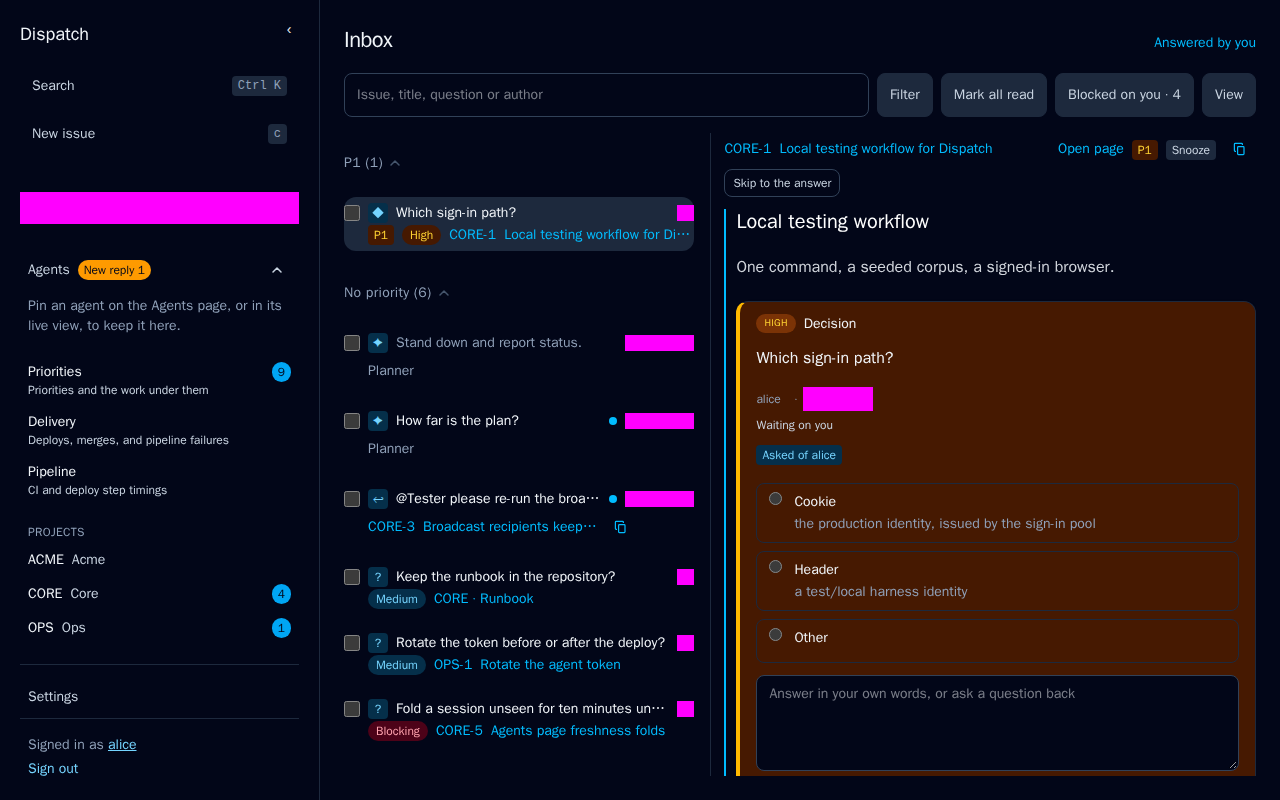 Dispatch
‹
Search
Ctrl K
New issue
C
Agents
New reply 1
Pin an agent on the Agents page, or in its
live view, to keep it here.
Priorities
9
Priorities and the work under them
Delivery
Deploys, merges, and pipeline failures
Pipeline
CI and deploy step timings
PROJECTS
ACME Acme
CORE Core
4
OPS Ops
1
Settings
Signed in as alice
Sign out
Inbox
Answered by you
Issue, title, question or author
Filter
Mark all read
Blocked on you · 4
View
P1 (1)
Which sign-in path?
P1 High CORE-1 Local testing workflow for Di···
No priority (6)
Stand down and report status.
Planner
How far is the plan?
Planner
@Tester please re-run the broa···
CORE-3 Broadcast recipients keep···
? Keep the runbook in the repository?
Medium CORE · Runbook
? Rotate the token before or after the deploy?
Medium OPS-1 Rotate the agent token
? Fold a session unseen for ten minutes un···
Blocking CORE-5 Agents page freshness folds
CORE-1 Local testing workflow for Dispatch
Open page P1 Snooze
Skip to the answer
Local testing workflow
One command, a seeded corpus, a signed-in browser.
HIGH Decision
Which sign-in path?
alice ·
Waiting on you
Asked of alice
Cookie
the production identity, issued by the sign-in pool
Header
a test/local harness identity
Other
Answer in your own words, or ask a question back